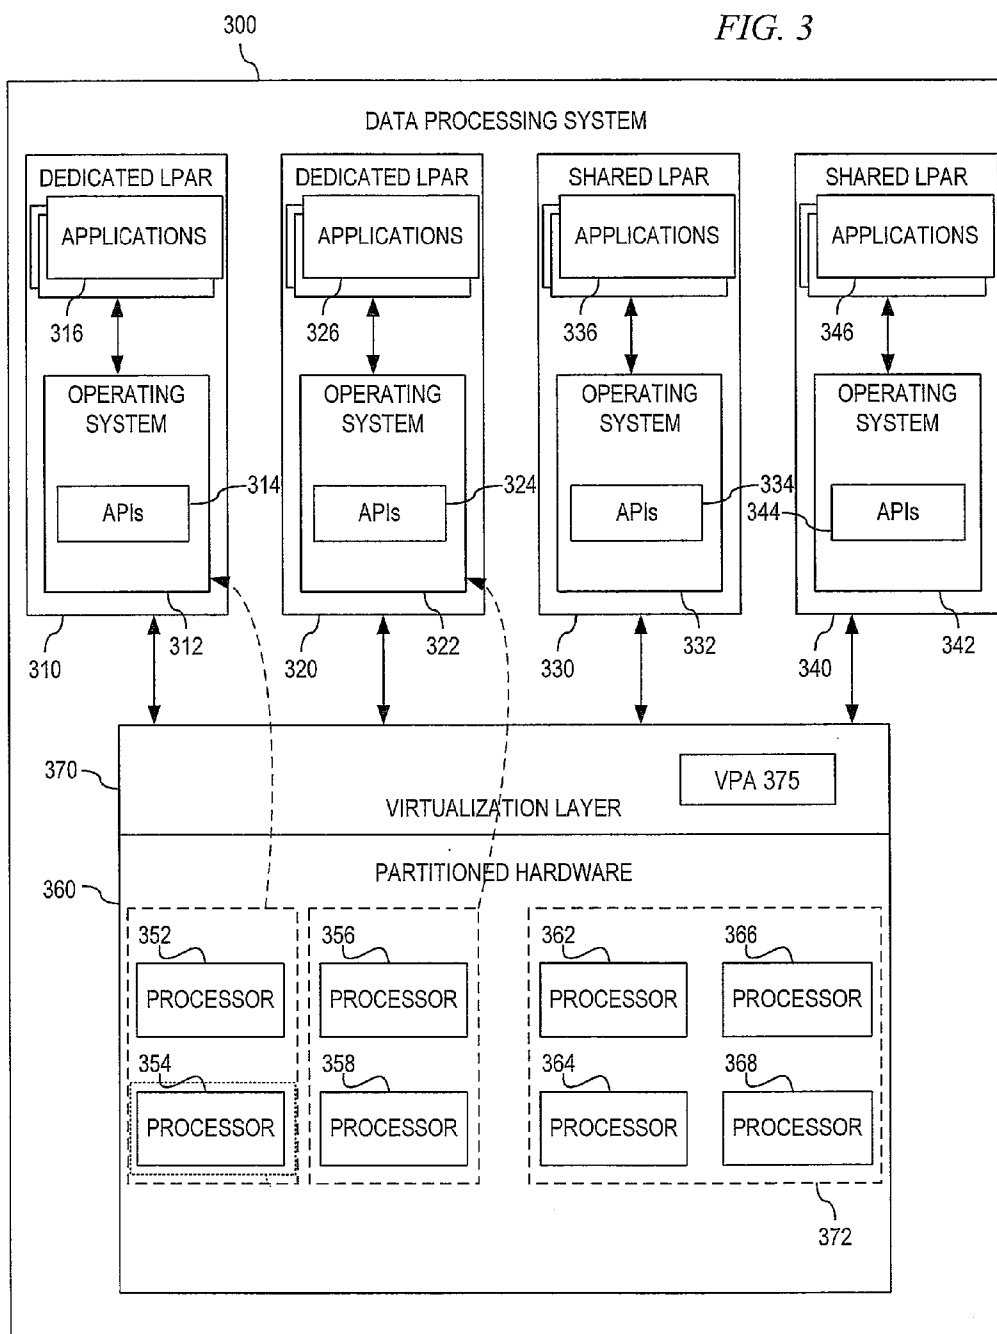 300
FIG. 3
DATA PROCESSING SYSTEM
DEDICATED LPAR
DEDICATED LPAR
SHARED LPAR
SHARED LPAR
APPLICATIONS
APPLICATIONS
APPLICATIONS
APPLICATIONS
316
326
336
346
OPERATING
SYSTEM
OPERATING
SYSTEM
OPERATING
SYSTEM
OPERATING
SYSTEM
314
324
334
344
APIs
APIs
APIs
APIs
310
312
320
322
330
332
340
342
370
VPA 375
VIRTUALIZATION LAYER
360
PARTITIONED HARDWARE
352
356
362
366
PROCESSOR
PROCESSOR
PROCESSOR
PROCESSOR
354
358
364
368
PROCESSOR
PROCESSOR
PROCESSOR
PROCESSOR
372